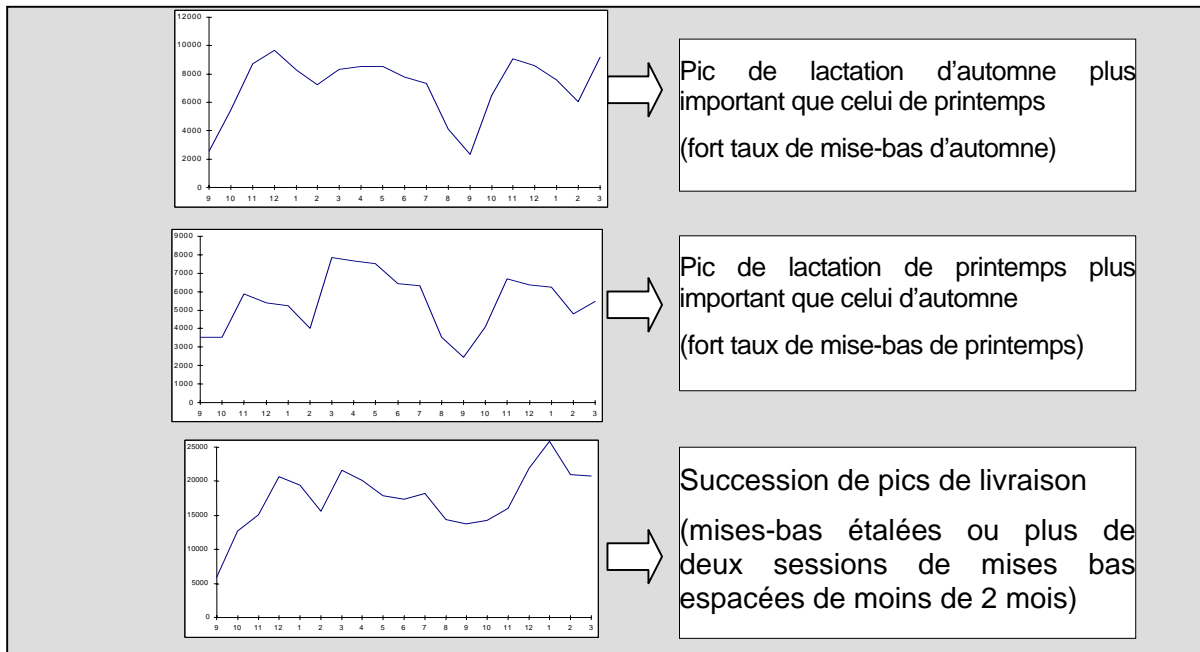 12000
10000
8000
6000
4000
2000
0
9 10 11 12 1 2 3 4 5 6 7 8 9 10 11 12 1 2 3
Pic de lactation d'automne plus
important que celui de printemps
(fort taux de mise-bas d'automne)
9000
8000
7000
6000
5000
4000
3000
2000
1000
0
9 10 11 12 1 2 3 4 5 6 7 8 9 10 11 12 1 2 3
Pic de lactation de printemps plus
important que celui d'automne
(fort taux de mise-bas de printemps)
25000
20000
15000
10000
5000
0
9 10 11 12 1 2 3 4 5 6 7 8 9 10 11 12 1 2 3
Succession de pics de livraison
(mises-bas étalées ou plus de
deux sessions de mises bas
espacées de moins de 2 mois)